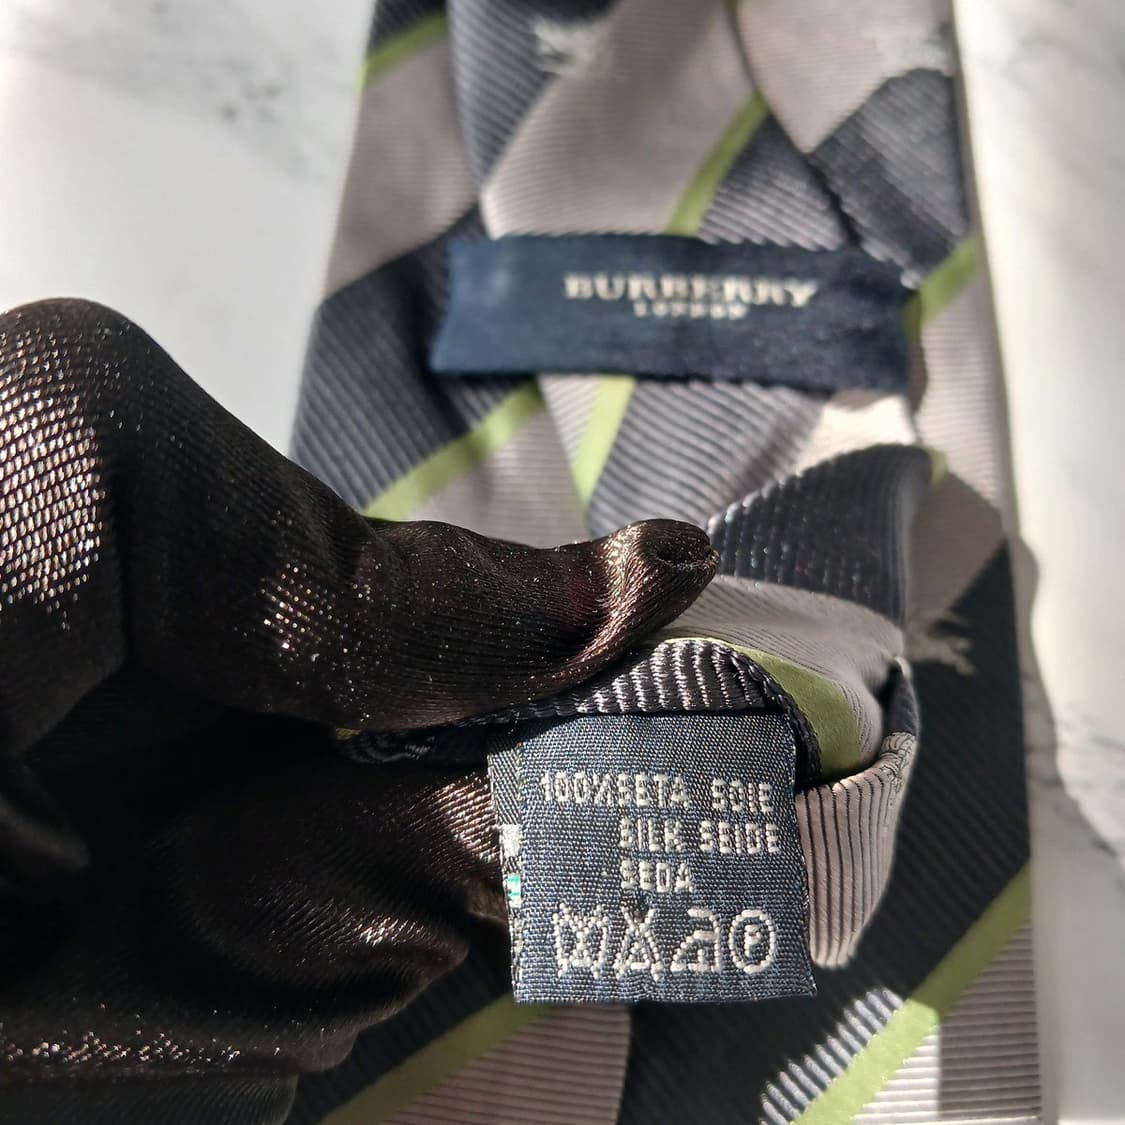 BURBERRY
LONDON
100%SETA SOIE
SILK SEIDE
SEDA
P